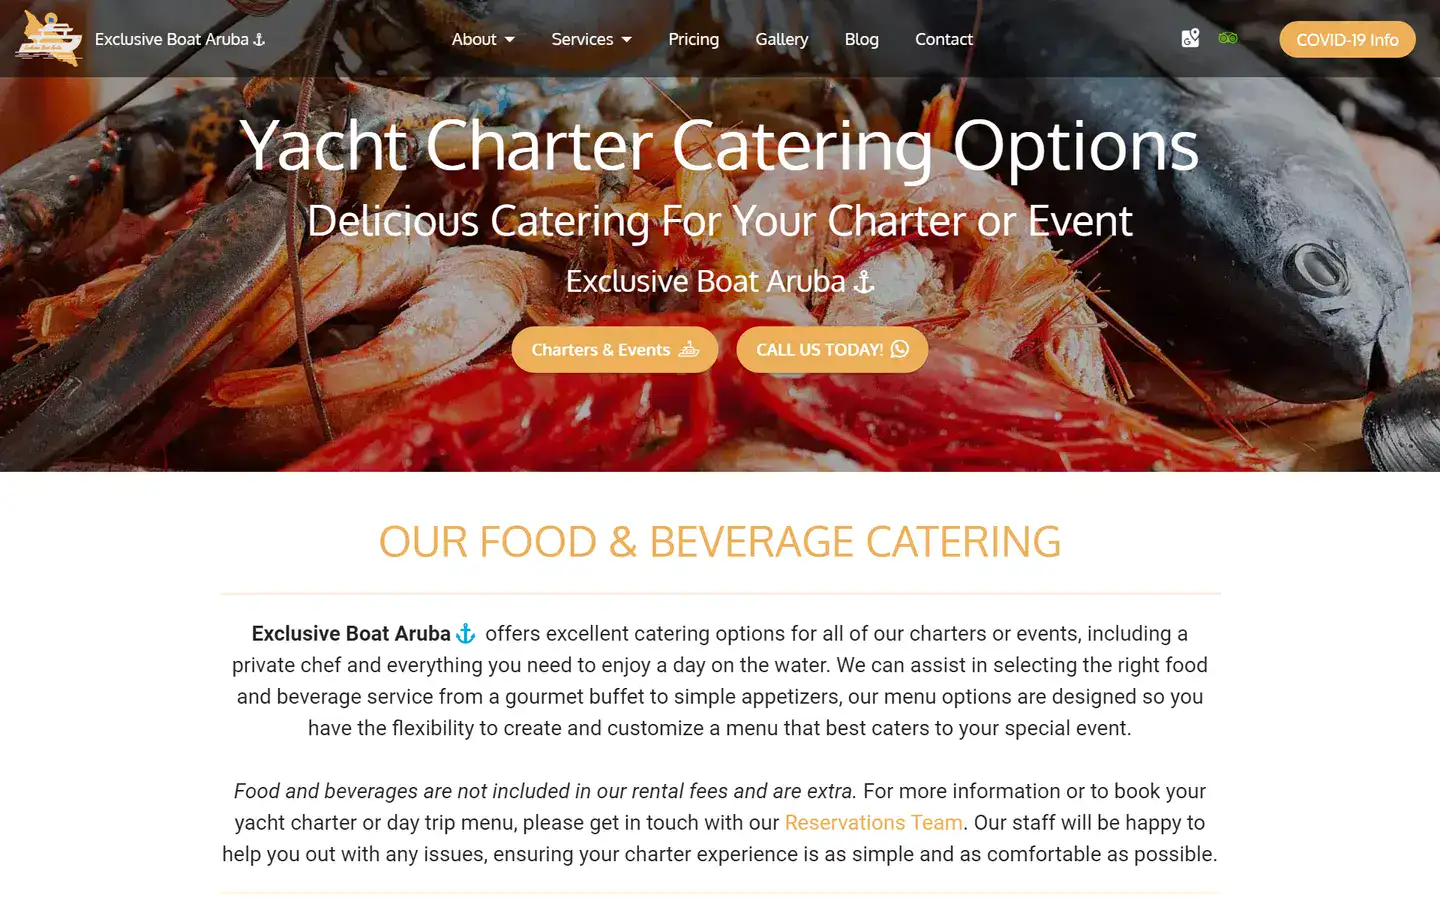 Exclusive Boat Aruba
About
Services
Pricing
Gallery
Blog
Contact
COVID-19 Info
Yacht Charter Catering Options
Delicious Catering For Your Charter or Event
Exclusive Boat Aruba
Charters & Events
CALL US TODAY!
OUR FOOD & BEVERAGE CATERING
Exclusive Boat Aruba offers excellent catering options for all of our charters or events, including a
private chef and everything you need to enjoy a day on the water. We can assist in selecting the right food
and beverage service from a gourmet buffet to simple appetizers, our menu options are designed so you
have the flexibility to create and customize a menu that best caters to your special event.
Food and beverages are not included in our rental fees and are extra. For more information or to book your
yacht charter or day trip menu, please get in touch with our Reservations Team. Our staff will be happy to
help you out with any issues, ensuring your charter experience is as simple and as comfortable as possible.